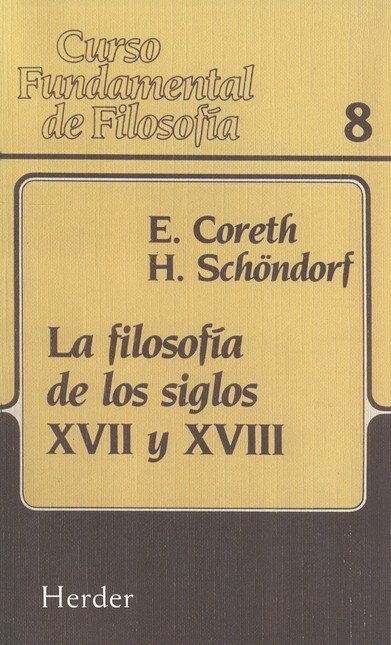 Curso
Fundamental
de Filosofía
8
E. Coreth
H. Schöndorf
La filosofía
de los siglos
XVII y XVIII
Herder